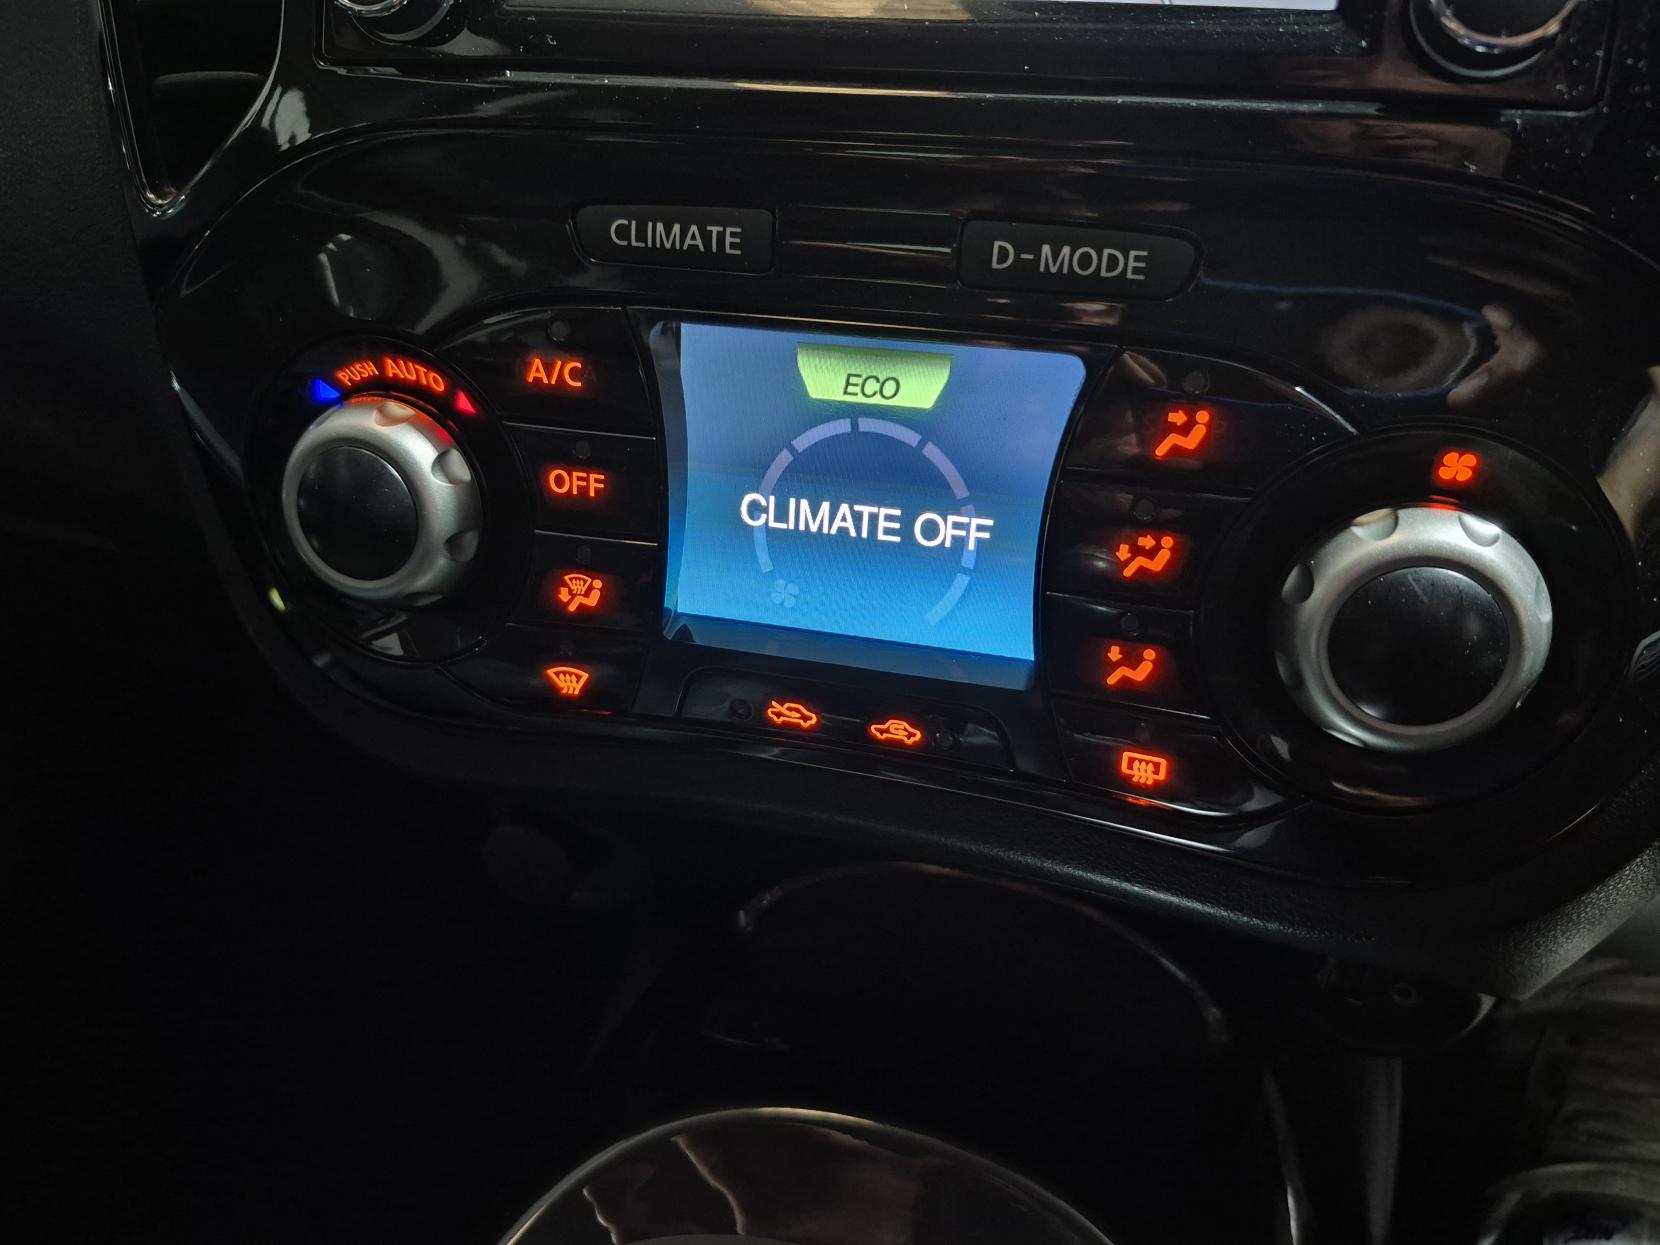 CLIMATE
D-MODE
PUSH AUTO
A/C
ECO
OFF
CLIMATE OFF